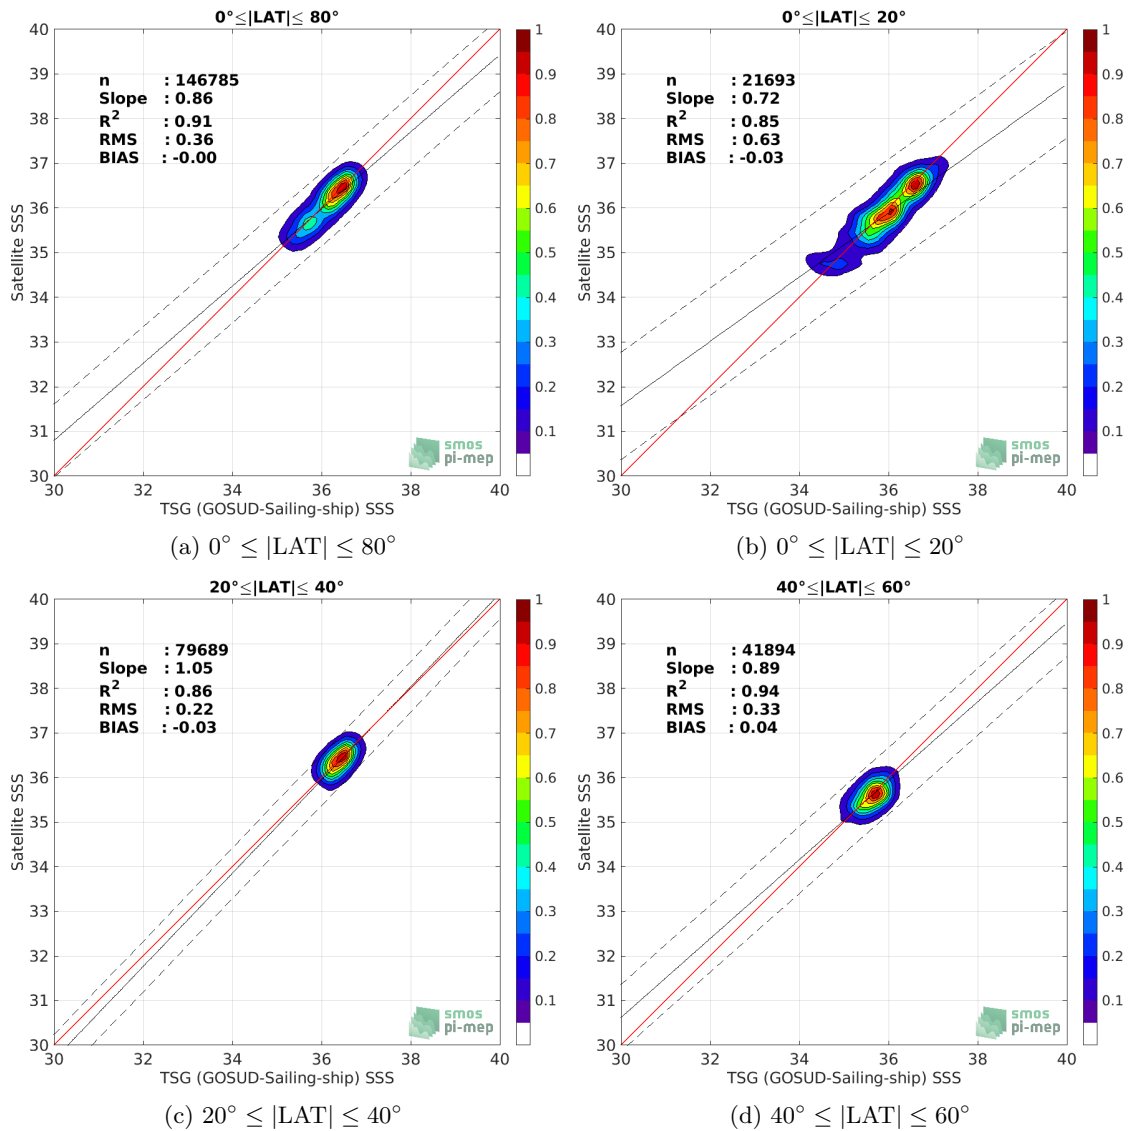 0°≤|LAT|≤ 80°
n : 146785
Slope : 0.86
R² : 0.91
RMS : 0.36
BIAS : -0.00
Satellite SSS
40
39
38
37
36
35
34
33
32
31
30
30 32 34 36 38 40
TSG (GOSUD-Sailing-ship) SSS
1
0.9
0.8
0.7
0.6
0.5
0.4
0.3
0.2
0.1
smos
pi-mep
(a) 0° ≤ |LAT| ≤ 80°
0°≤|LAT|≤ 20°
n : 21693
Slope : 0.72
R² : 0.85
RMS : 0.63
BIAS : -0.03
Satellite SSS
40
39
38
37
36
35
34
33
32
31
30
30 32 34 36 38 40
TSG (GOSUD-Sailing-ship) SSS
1
0.9
0.8
0.7
0.6
0.5
0.4
0.3
0.2
0.1
smos
pi-mep
(b) 0° ≤ |LAT| ≤ 20°
20°≤|LAT|≤ 40°
n : 79689
Slope : 1.05
R² : 0.86
RMS : 0.22
BIAS : -0.03
Satellite SSS
40
39
38
37
36
35
34
33
32
31
30
30 32 34 36 38 40
TSG (GOSUD-Sailing-ship) SSS
1
0.9
0.8
0.7
0.6
0.5
0.4
0.3
0.2
0.1
smos
pi-mep
(c) 20° ≤ |LAT| ≤ 40°
40°≤|LAT|≤ 60°
n : 41894
Slope : 0.89
R² : 0.94
RMS : 0.33
BIAS : 0.04
Satellite SSS
40
39
38
37
36
35
34
33
32
31
30
30 32 34 36 38 40
TSG (GOSUD-Sailing-ship) SSS
1
0.9
0.8
0.7
0.6
0.5
0.4
0.3
0.2
0.1
smos
pi-mep
(d) 40° ≤ |LAT| ≤ 60°